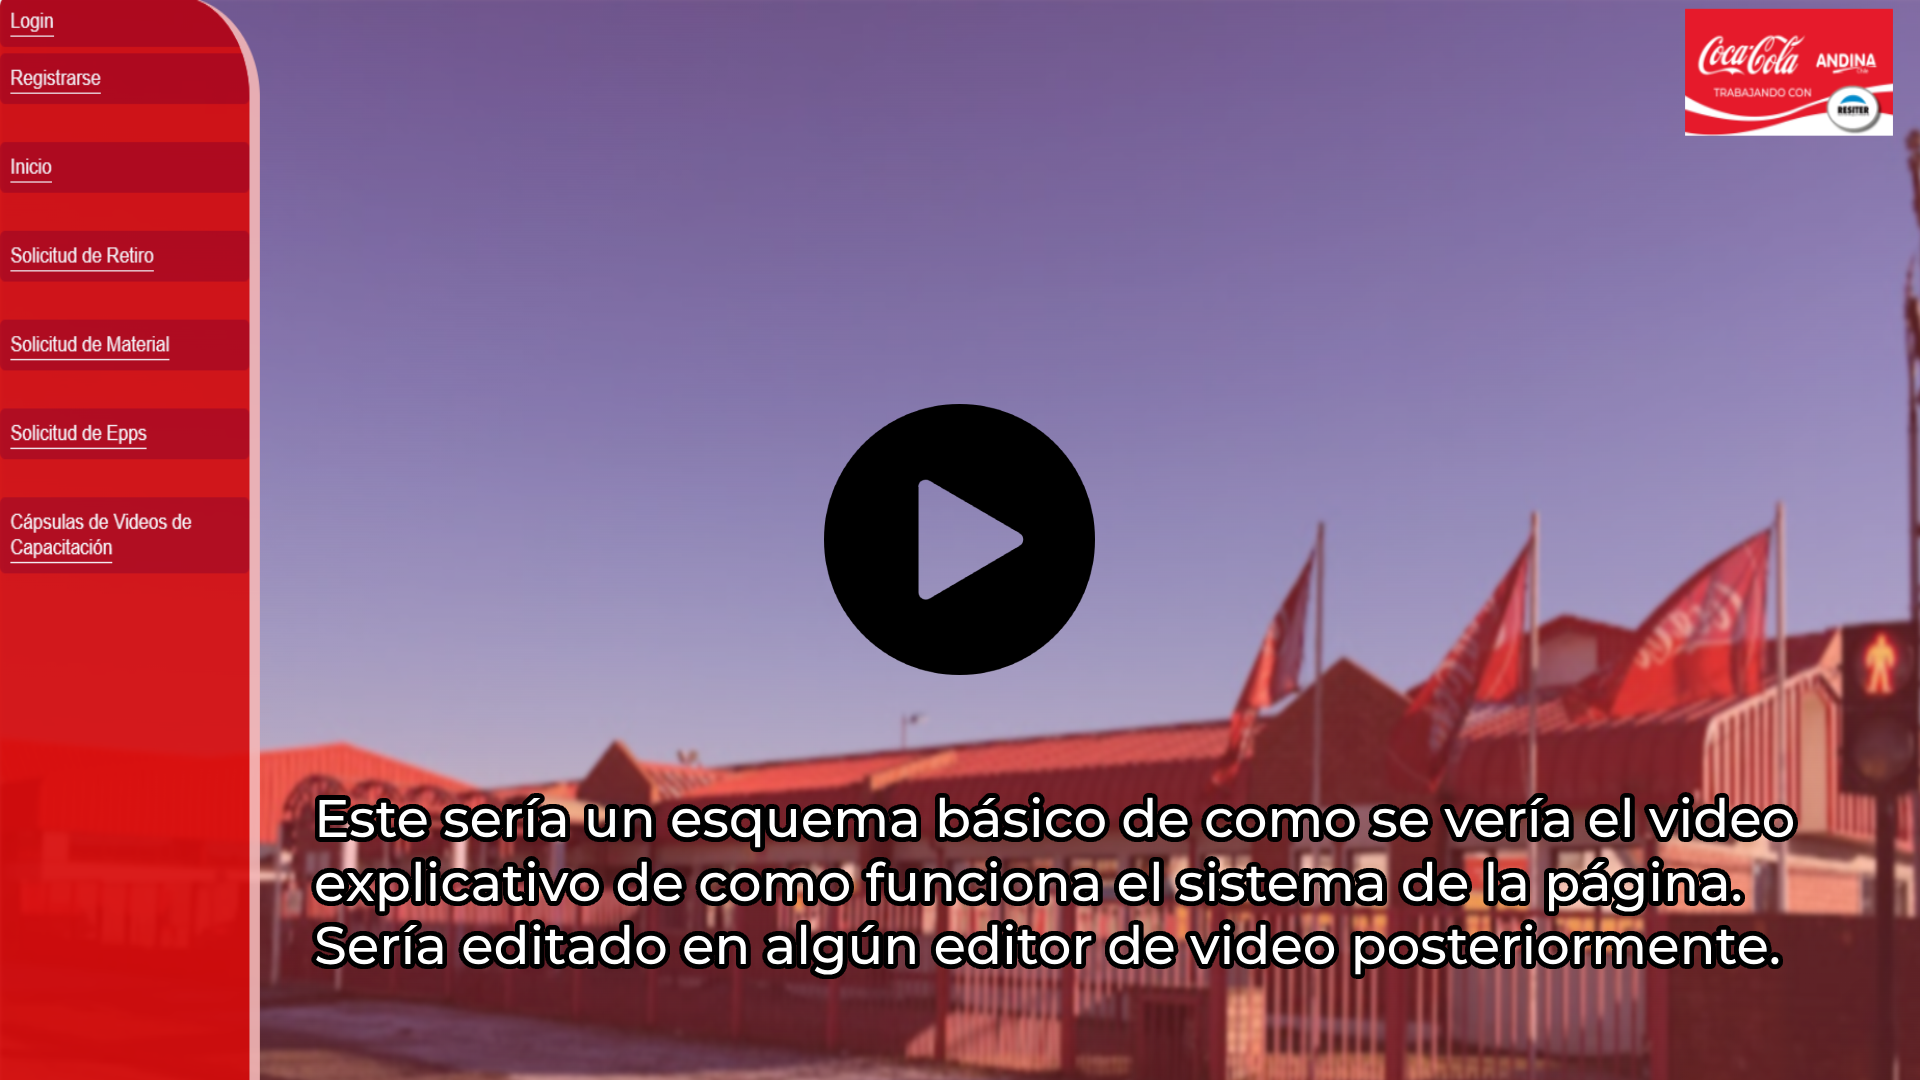 Login
Registrarse
Inicio
Solicitud de Retiro
Solicitud de Material
Solicitud de Epps
Cápsulas de Videos de
Capacitación
Coca-Cola ANDINA
TRABAJANDO CON
RESITER
Este sería un esquema básico de como se vería el video
explicativo de como funciona el sistema de la página.
Sería editado en algún editor de video posteriormente.